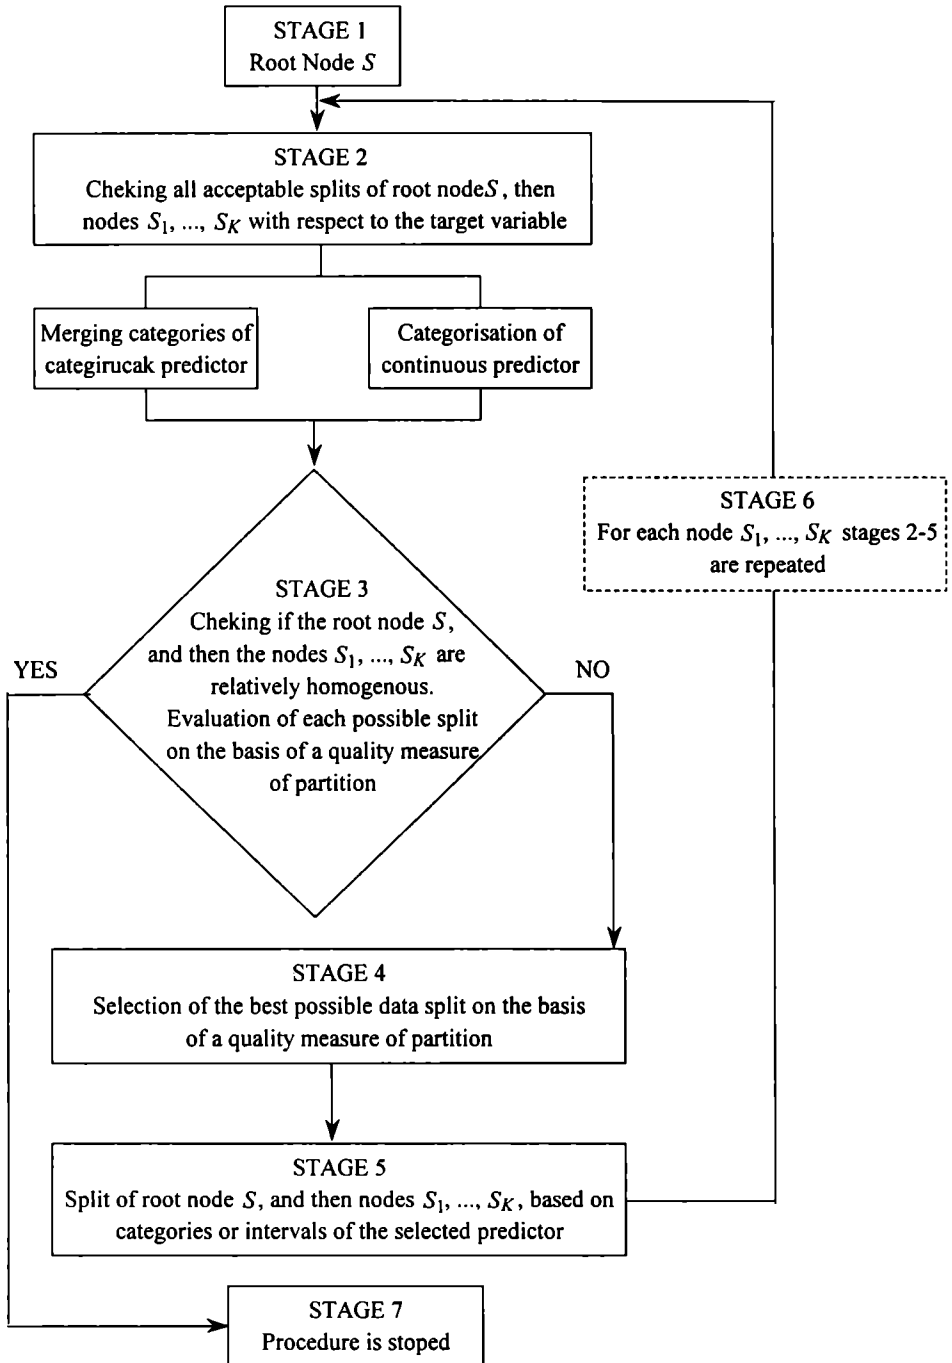 STAGE 1
Root Node S
STAGE 2
Cheking all acceptable splits of root nodeS, then
nodes S₁, ..., S_K with respect to the target variable
Merging categories of
categirucak predictor
Categorisation of
continuous predictor
STAGE 6
For each node S₁, ..., S_K stages 2-5
are repeated
STAGE 3
Cheking if the root node S,
and then the nodes S₁, ..., S_K are
relatively homogenous.
Evaluation of each possible split
on the basis of a quality measure
of partition
YES
NO
STAGE 4
Selection of the best possible data split on the basis
of a quality measure of partition
STAGE 5
Split of root node S, and then nodes S₁, ..., S_K, based on
categories or intervals of the selected predictor
STAGE 7
Procedure is stoped